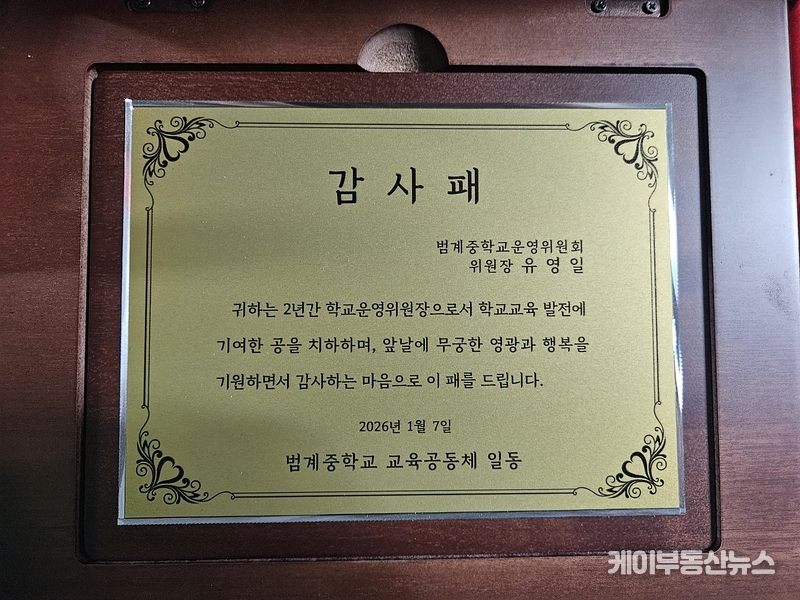 감 사 패
범계중학교운영위원회
위원장 유 영 일
귀하는 2년간 학교운영위원장으로서 학교교육 발전에
기여한 공을 치하하며, 앞날에 무궁한 영광과 행복을
기원하면서 감사하는 마음으로 이 패를 드립니다.
2026년 1월 7일
범계중학교 교육공동체 일동
케이부동산뉴스